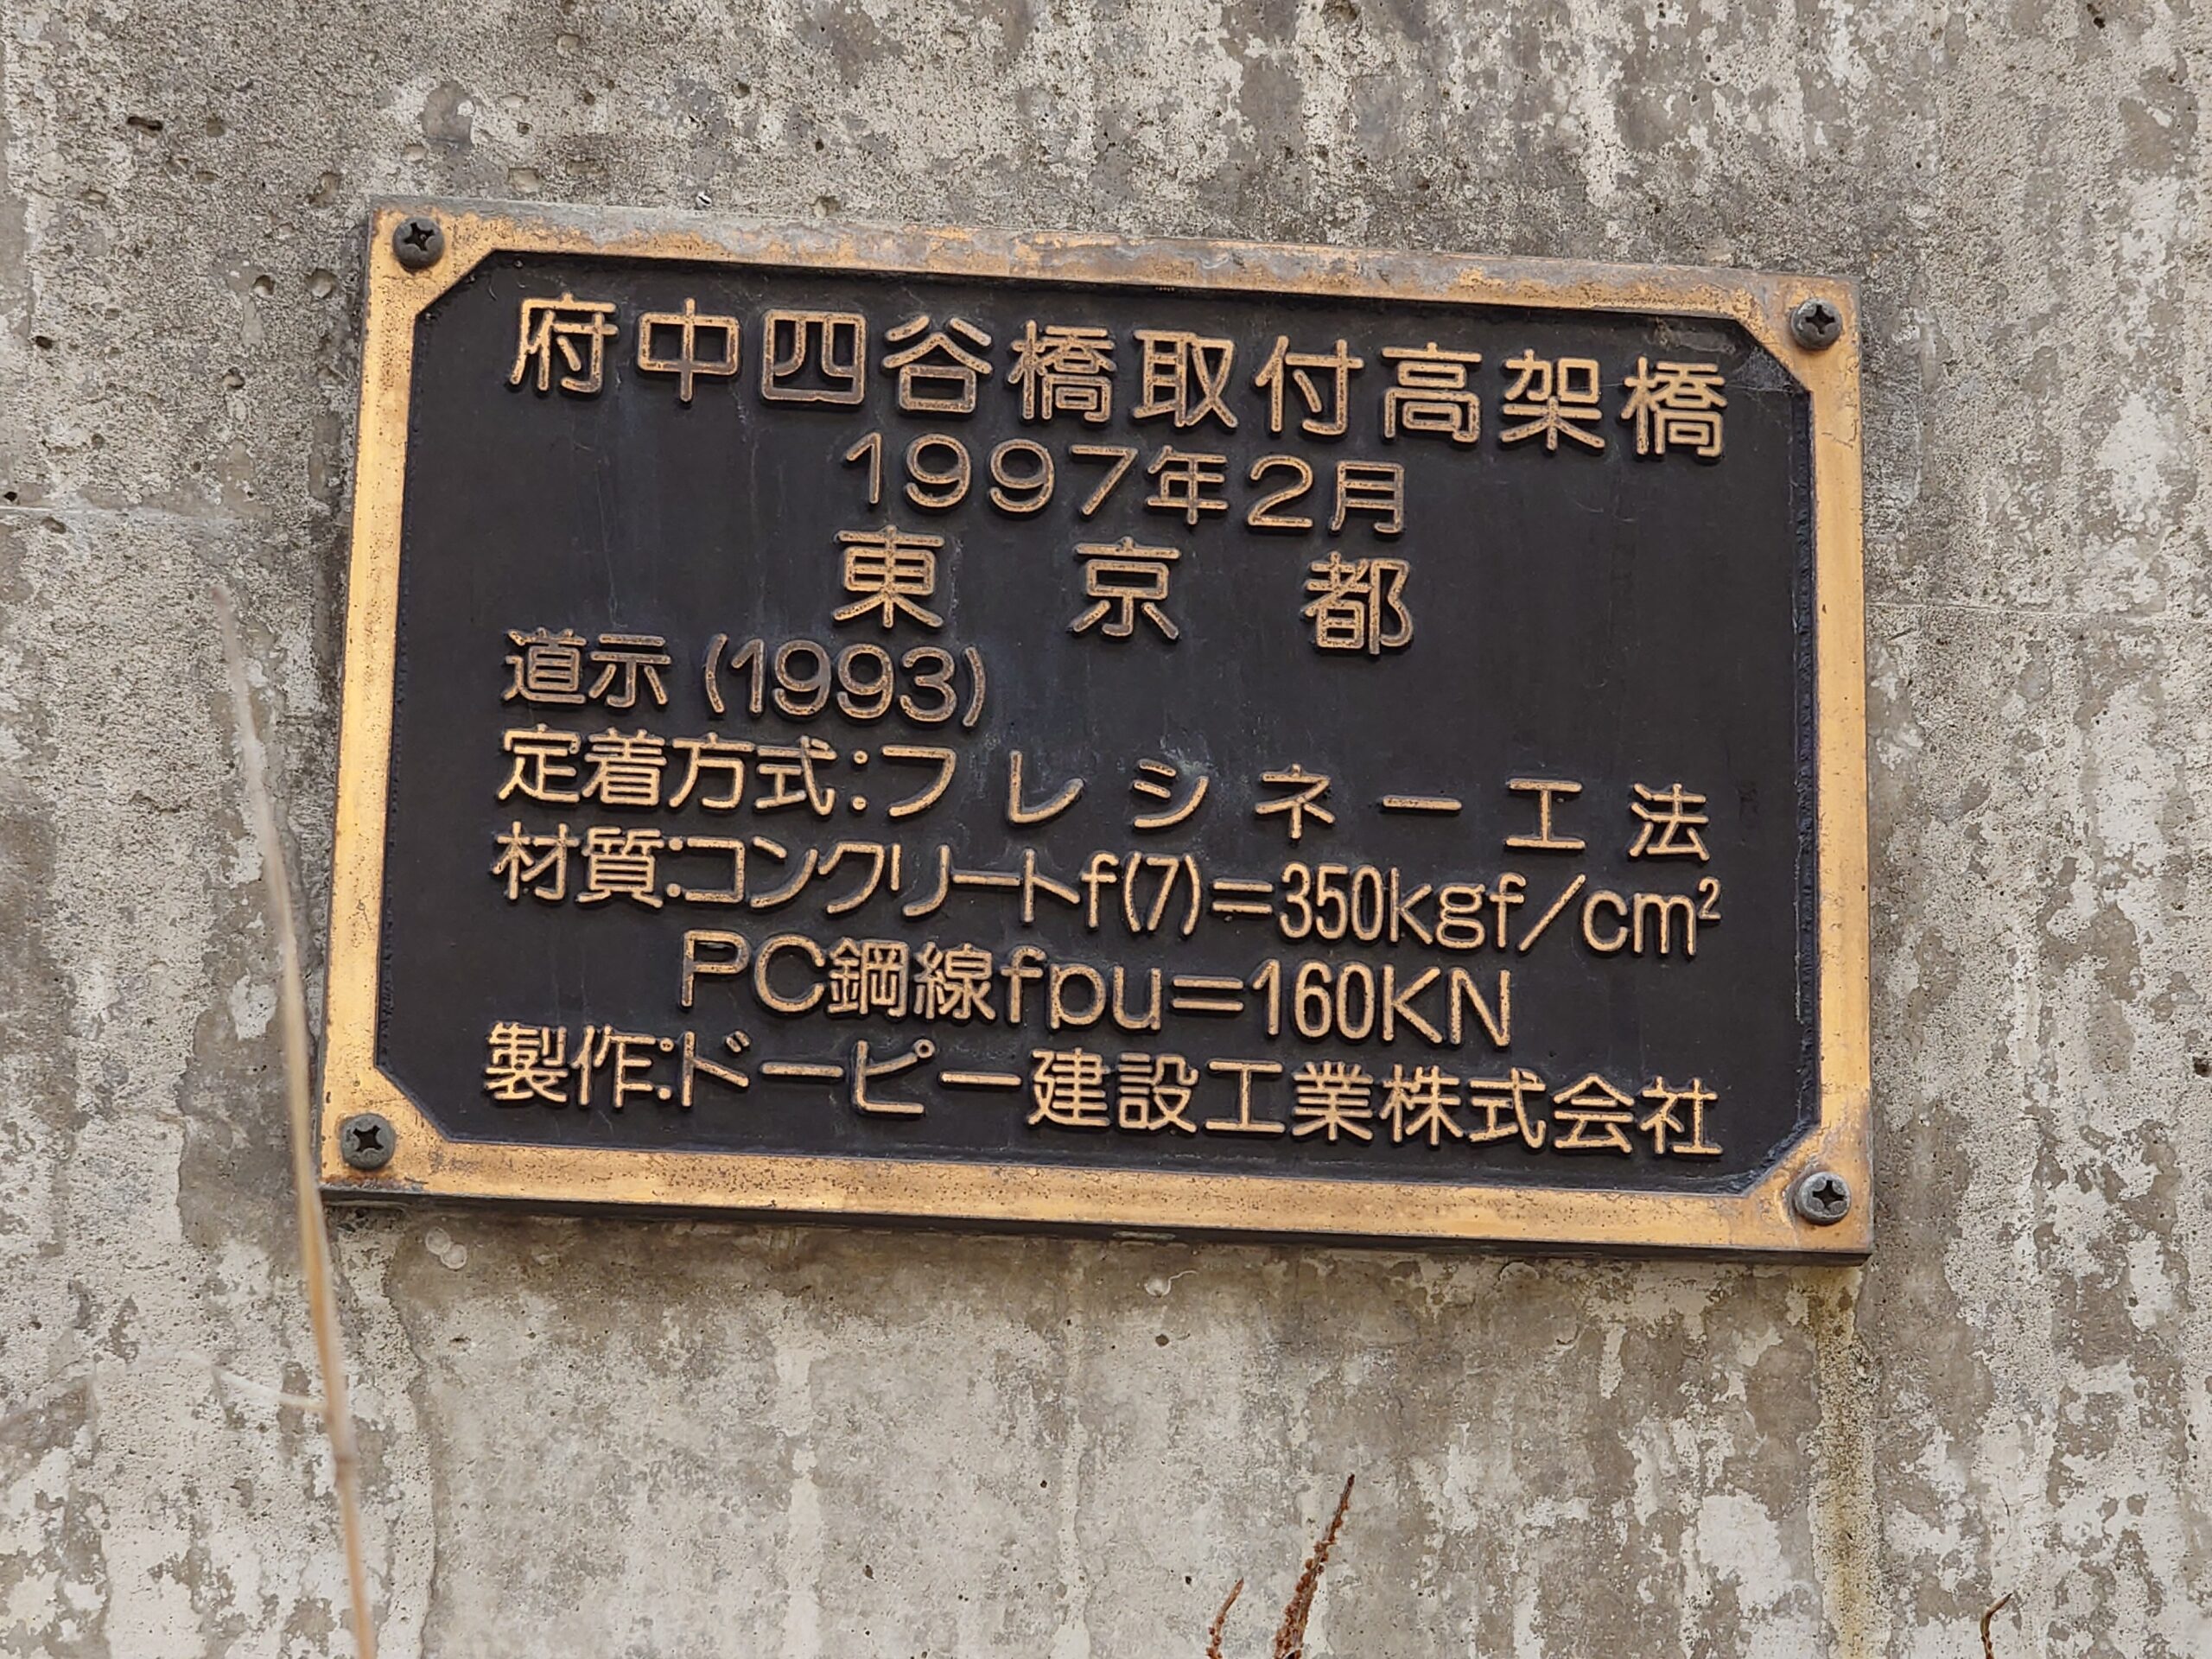 府中四谷橋取付高架橋
1997年2月
東京都
道示(1993)
定着方式:フレシネー工法
材質:コンクリートf(7)=350kgf/cm²
PC鋼線fpu=160KN
製作:ドーピー建設工業株式会社